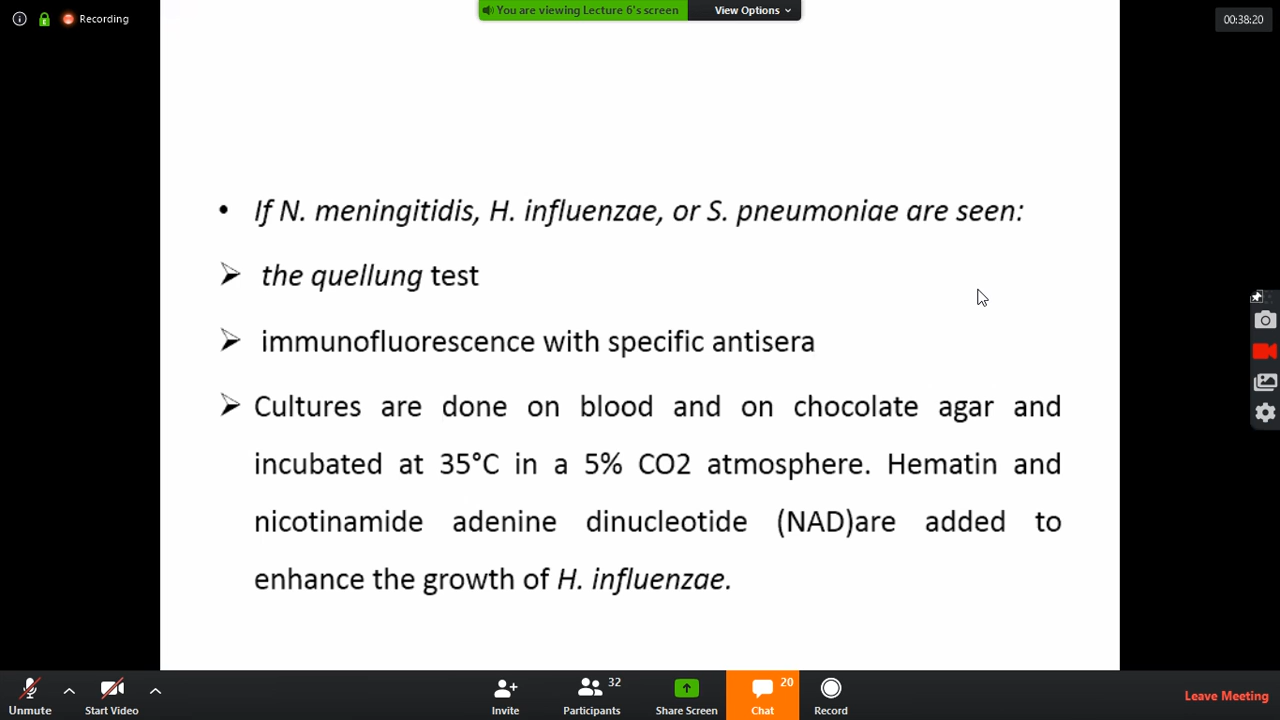 Recording
You are viewing Lecture 6's screen
View Options
00:38:20
• If N. meningitidis, H. influenzae, or S. pneumoniae are seen:
➢ the quellung test
➢ immunofluorescence with specific antisera
➢ Cultures are done on blood and on chocolate agar and
incubated at 35°C in a 5% CO2 atmosphere. Hematin and
nicotinamide adenine dinucleotide (NAD)are added to
enhance the growth of H. influenzae.
Unmute
Start Video
Invite
32
Participants
Share Screen
20
Chat
Record
Leave Meeting